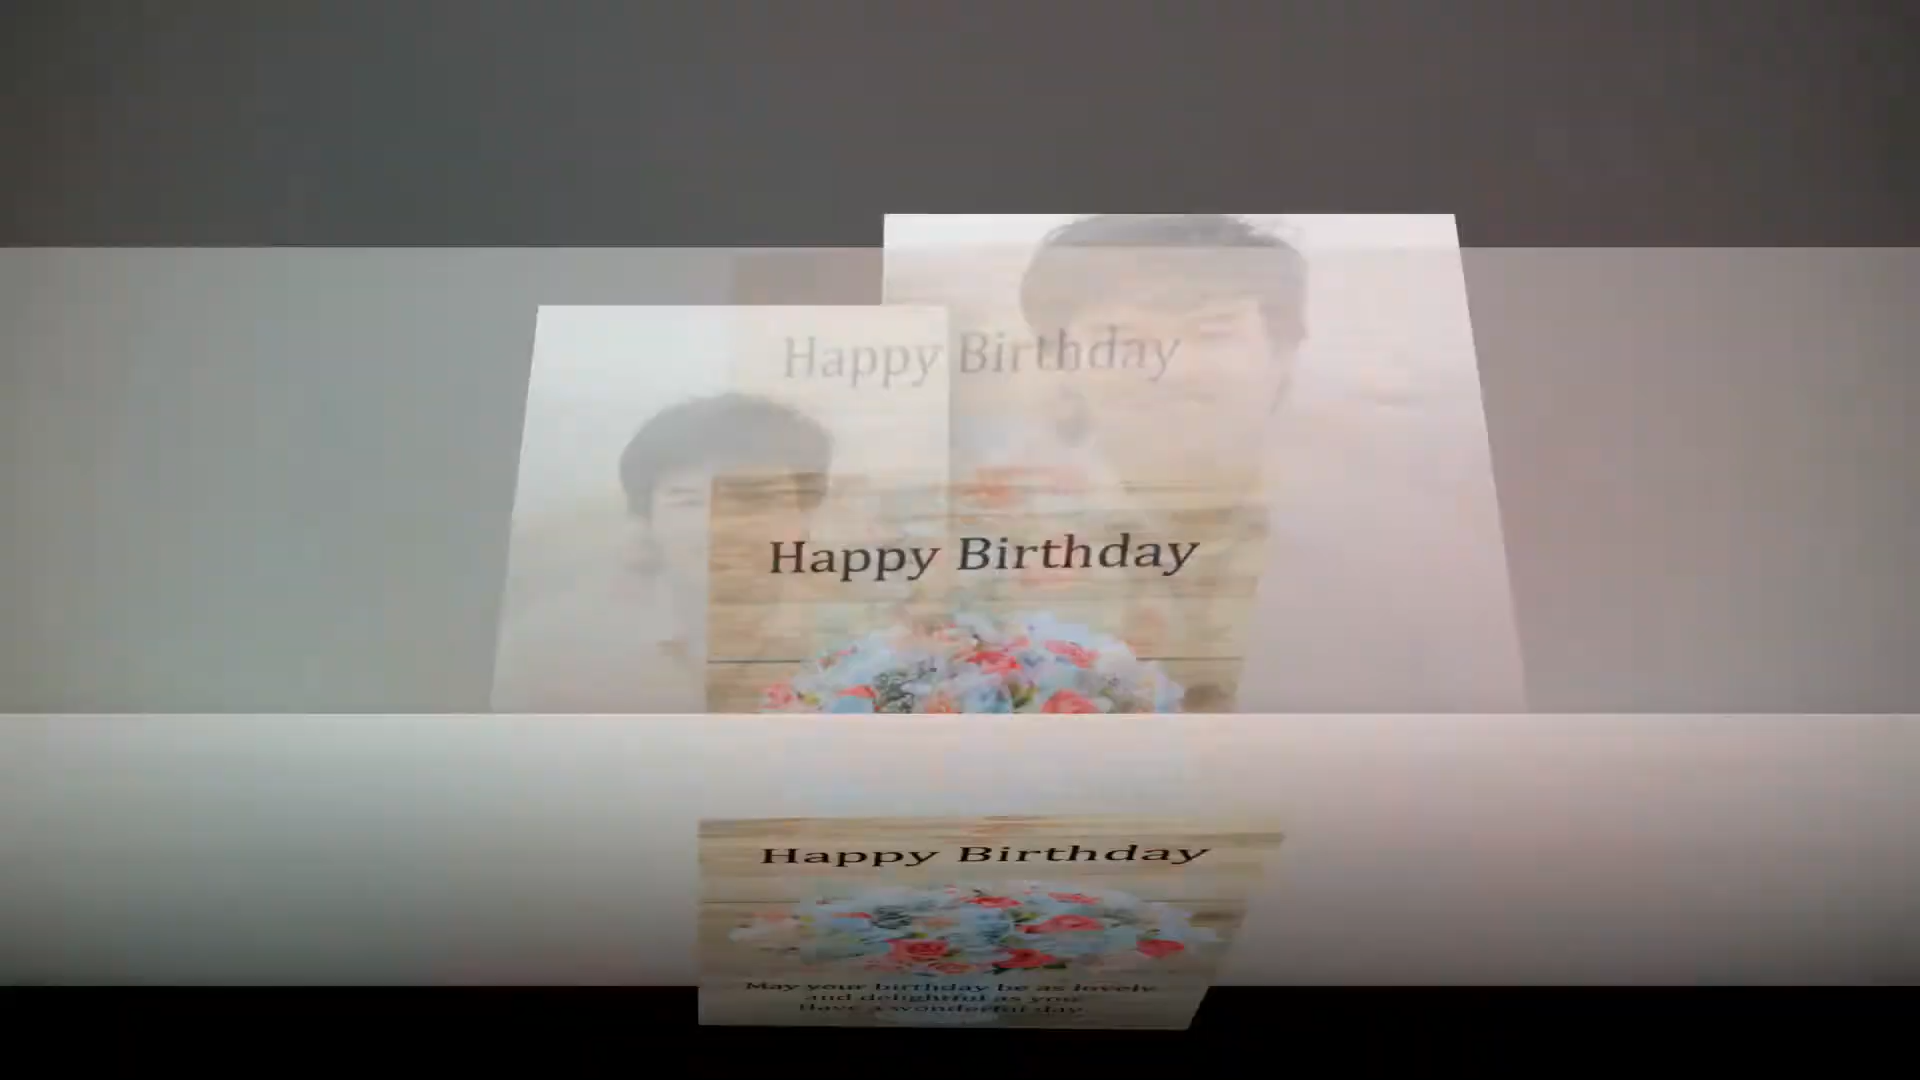 Happy Birthday
Happy Birthday
Happy Birthday
May your birthday be as lovely
and delightful as you
Have a wonderful day